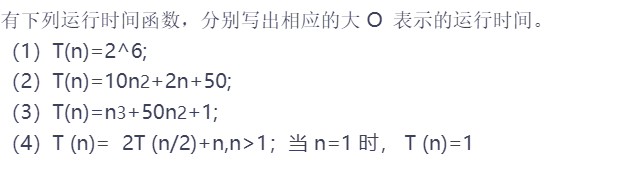 有下列运行时间函数，分别写出相应的大 O 表示的运行时间。
(1) T(n)=2^6;
(2) T(n)=10n2+2n+50;
(3) T(n)=n3+50n2+1;
(4) T (n)= 2T (n/2)+n,n>1；当 n=1 时， T (n)=1